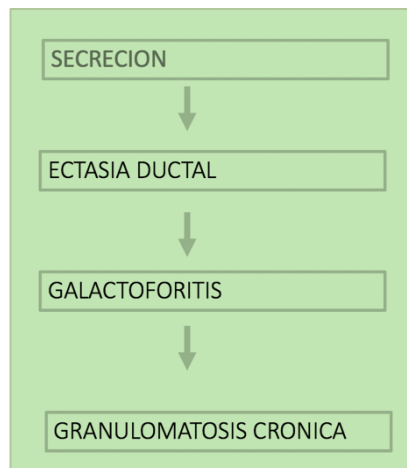 SECRECION
ECTASIA DUCTAL
GALACTOFORITIS
GRANULOMATOSIS CRONICA